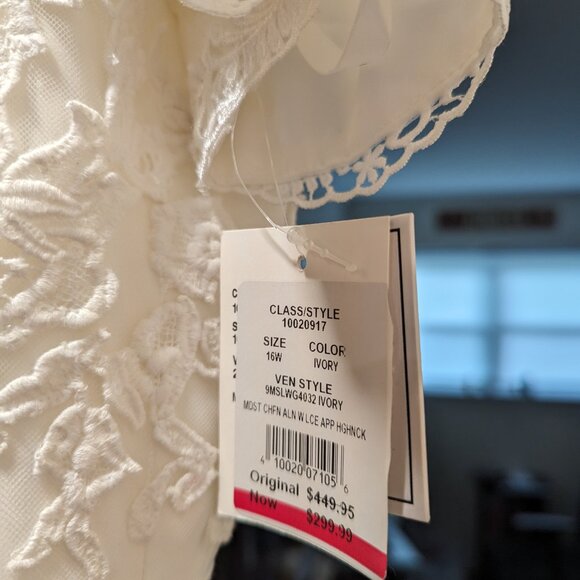 CLASS/STYLE
10020917
SIZE COLOR
16W IVORY
VEN STYLE
9MSLWG4032 IVORY
MDST CHFN ALN W LCE APP HGHNCK
4 10020 07105 6
Original $449.95
Now $299.99